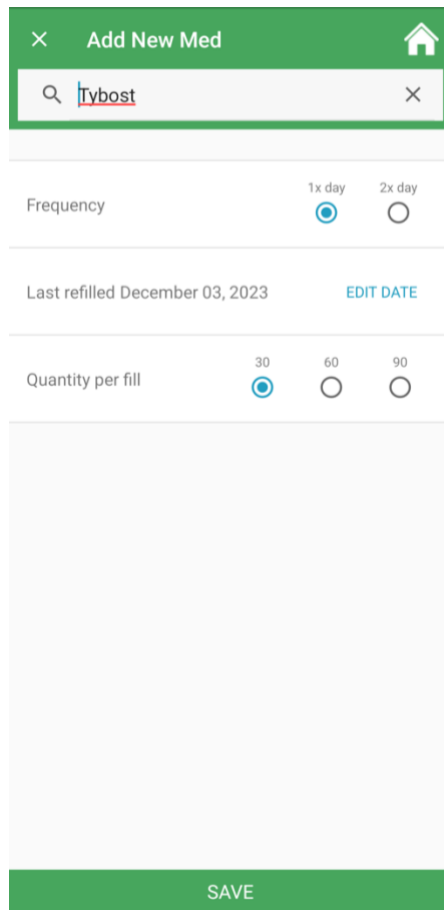 Add New Med
Tybost
1x day 2x day
Frequency
Last refilled December 03, 2023 EDIT DATE
30 60 90
Quantity per fill
SAVE